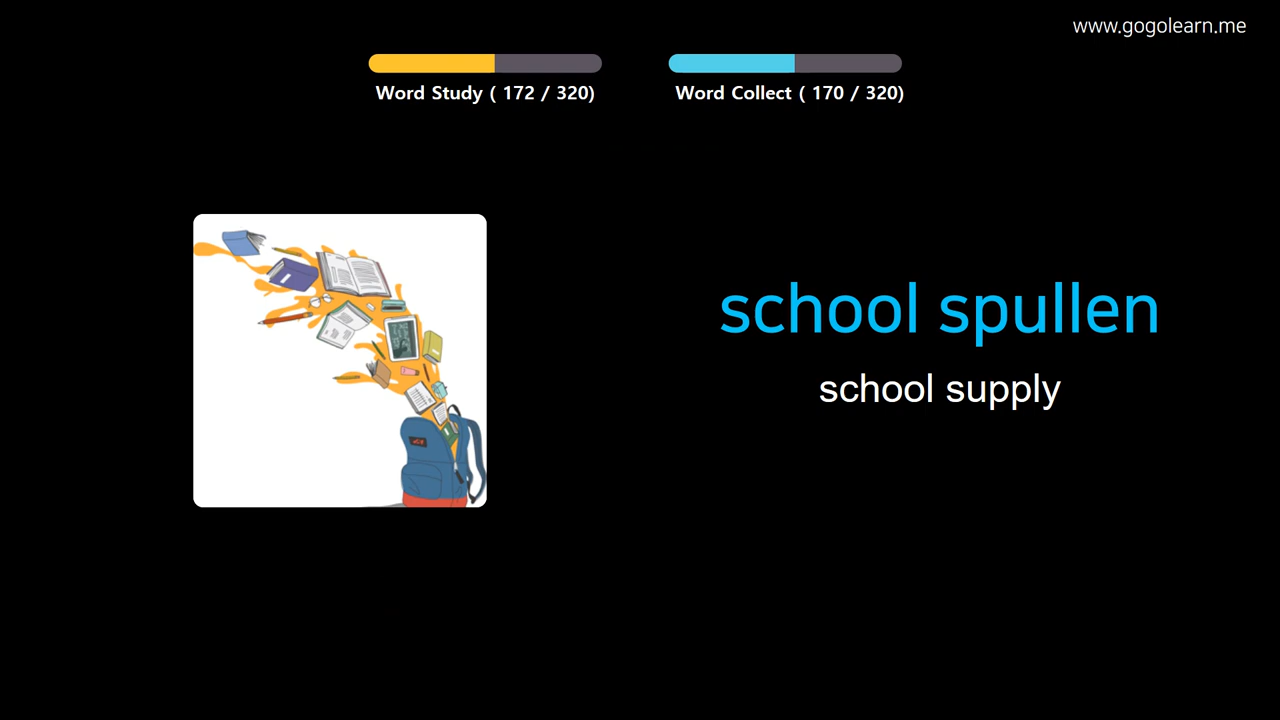 www.gogolearn.me
Word Study ( 172 / 320)
Word Collect ( 170 / 320)
school spullen
school supply